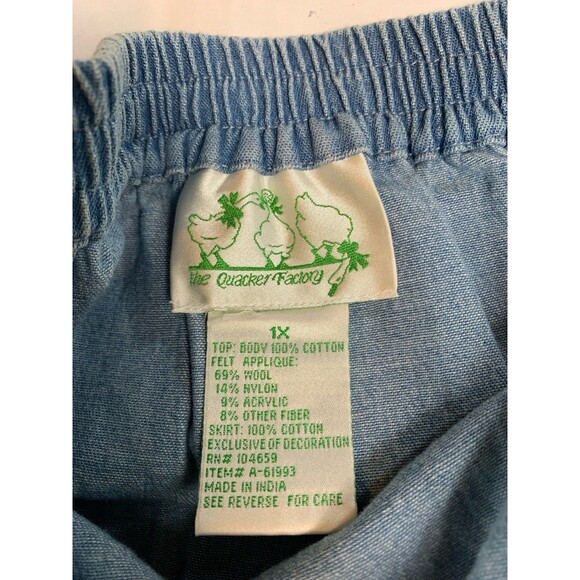 the Quacker Factory
1X
TOP: BODY 100% COTTON
FELT APPLIQUE:
69% WOOL
14% NYLON
9% ACRYLIC
8% OTHER FIBER
SKIRT: 100% COTTON
EXCLUSIVE OF DECORATION
RN# 104659
ITEM# A-61993
MADE IN INDIA
SEE REVERSE FOR CARE